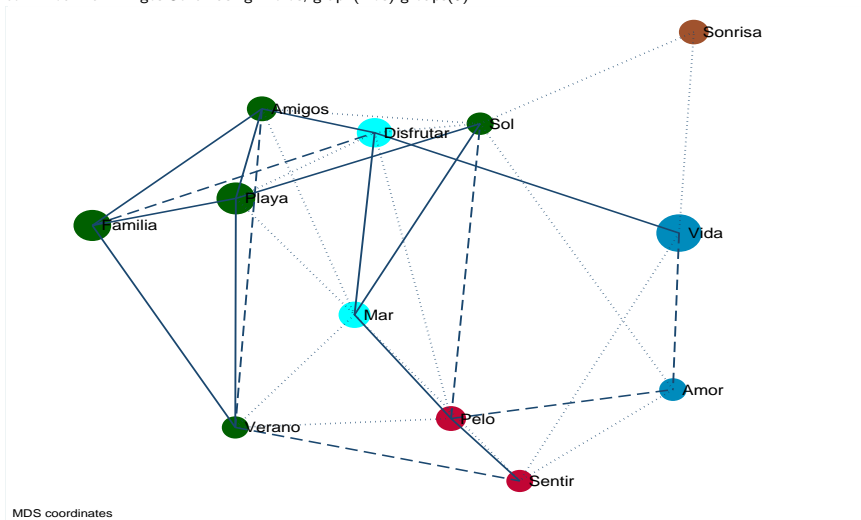 Sonrisa
Amigos
Disfrutar
Sol
Playa
Familia
Vida
Mar
Amor
Verano
Pelo
Sentir
MDS coordinates